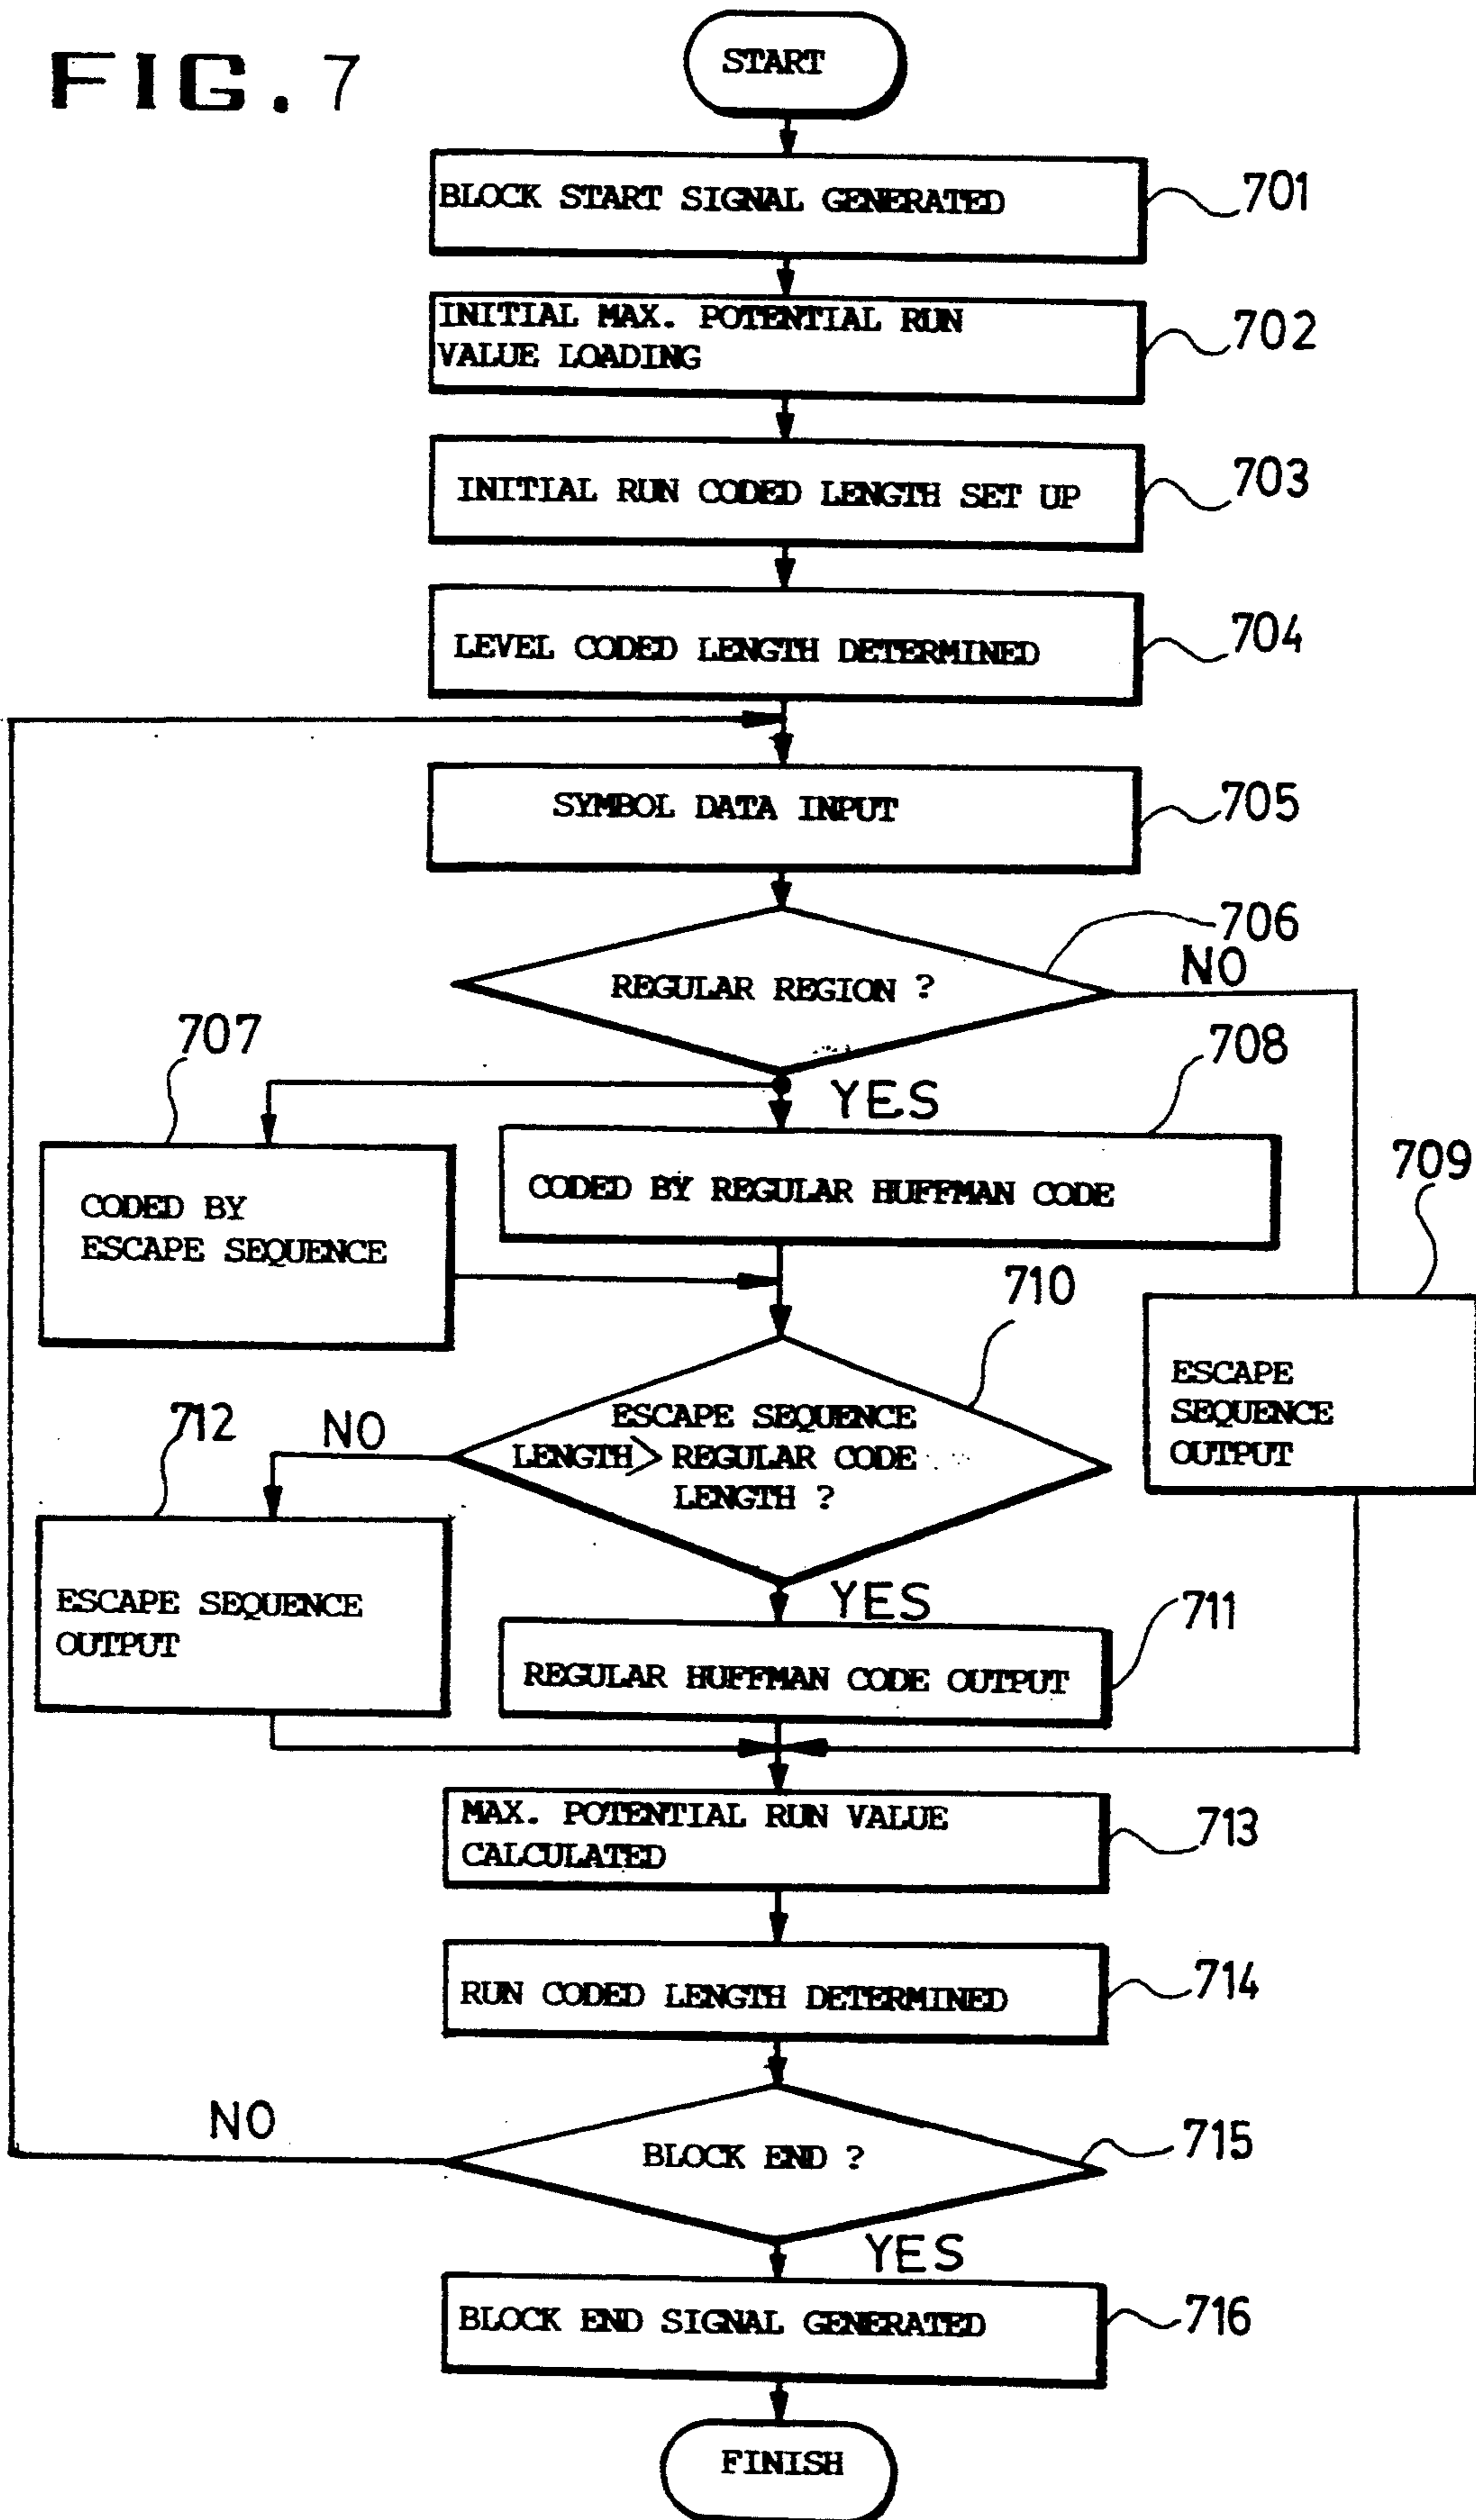 FIG. 7
START
BLOCK START SIGNAL GENERATED
701
INITIAL MAX. POTENTIAL RUN
VALUE LOADING
702
INITIAL RUN CODED LENGTH SET UP
703
LEVEL CODED LENGTH DETERMINED
704
SYMBOL DATA INPUT
705
706
REGULAR REGION ?
NO
707
708
YES
CODED BY
ESCAPE SEQUENCE
CODED BY REGULAR HUFFMAN CODE
709
710
ESCAPE
SEQUENCE
OUTPUT
712
NO
ESCAPE SEQUENCE
LENGTH> REGULAR CODE
LENGTH ?
YES
711
ESCAPE SEQUENCE
OUTPUT
REGULAR HUFFMAN CODE OUTPUT
MAX. POTENTIAL RUN VALUE
CALCULATED
713
RUN CODED LENGTH DETERMINED
714
NO
BLOCK END ?
715
YES
BLOCK END SIGNAL GENERATED
716
FINISH